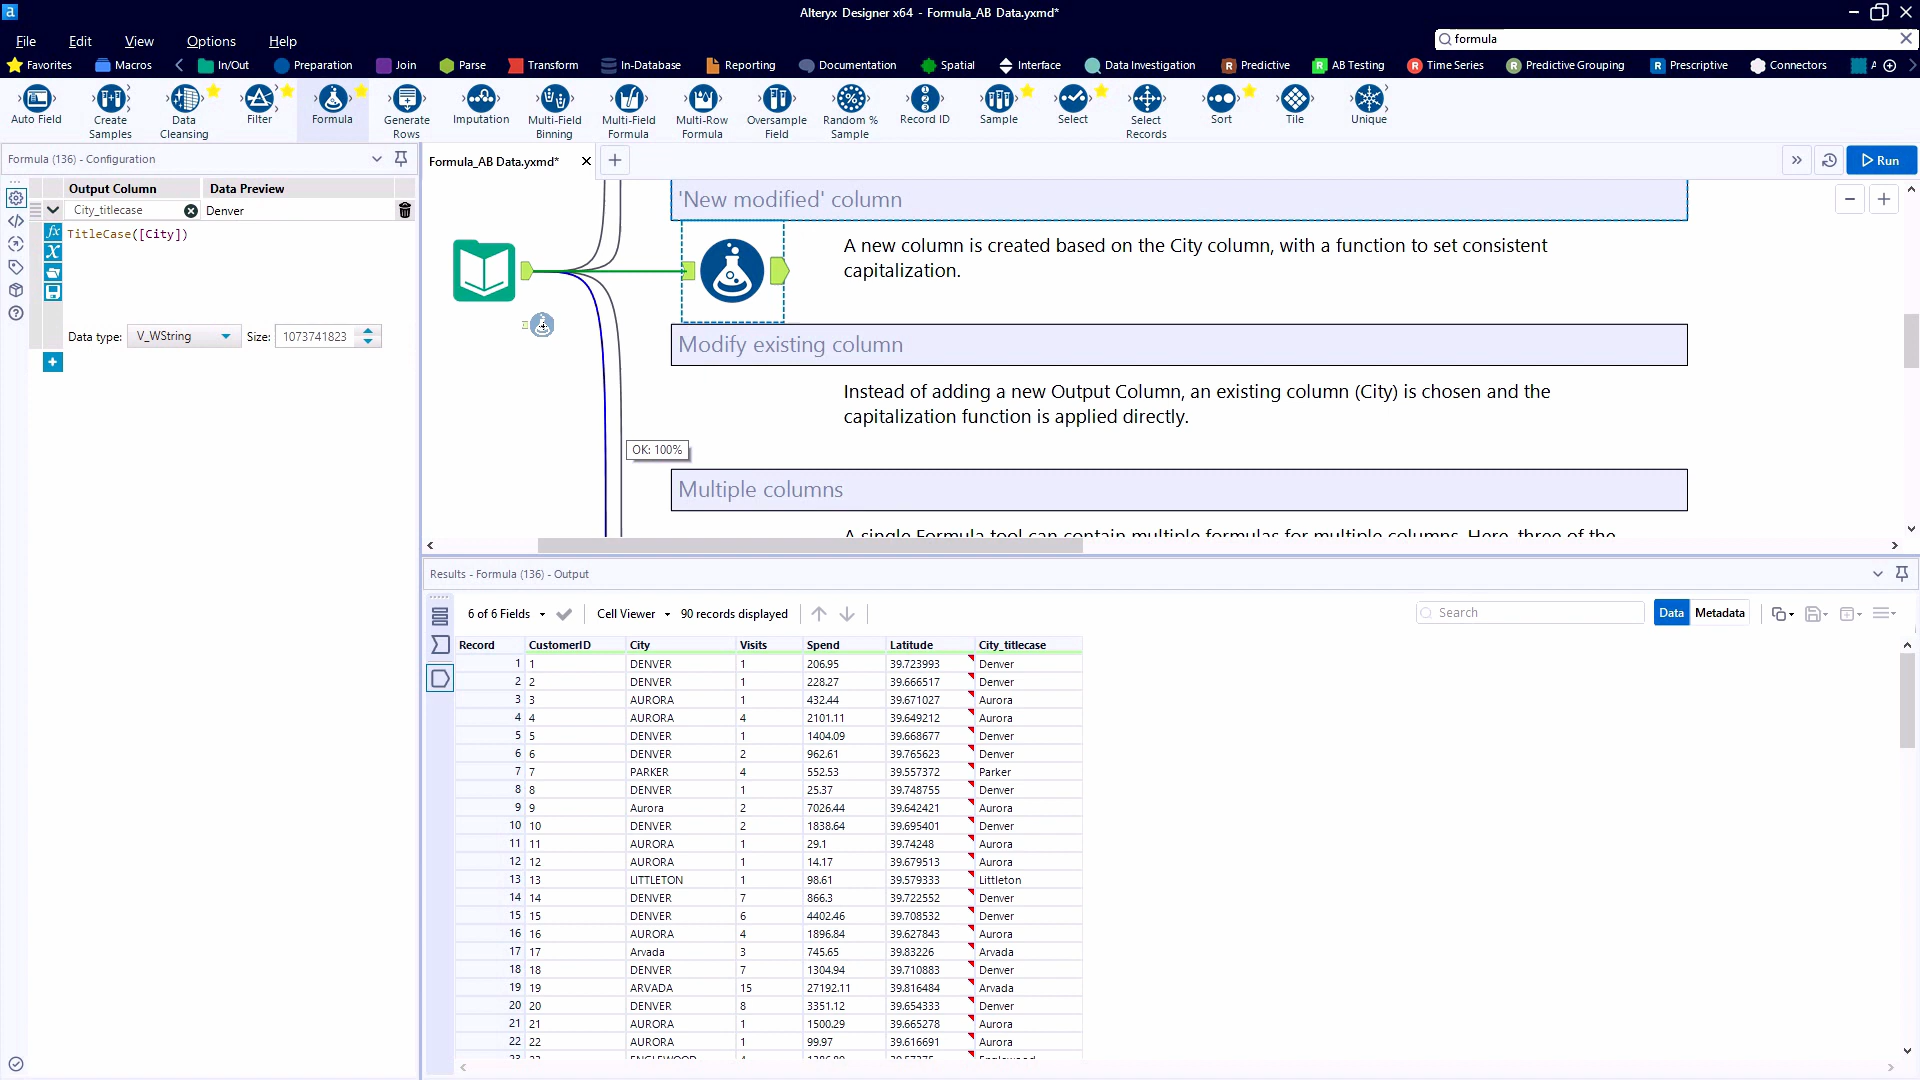 Alteryx Designer x64 - Formula_AB Data.yxmd*
File Edit View Options Help
formula
Favorites Macros In/Out Preparation Join Parse Transform In-Database Reporting Documentation Spatial Interface Data Investigation Predictive AB Testing Time Series Predictive Grouping Prescriptive Connectors A
Auto Field
Create Samples
Data Cleansing
Filter
Formula
Generate Rows
Imputation
Multi-Field Binning
Multi-Field Formula
Multi-Row Formula
Oversample Field
Random % Sample
Record ID
Sample
Select
Select Records
Sort
Tile
Unique
Formula (136) - Configuration
Output Column Data Preview
City_titlecase Denver
TitleCase([City])
Data type: V_WString Size: 1073741823
Formula_AB Data.yxmd*
Run
'New modified' column
A new column is created based on the City column, with a function to set consistent
capitalization.
Modify existing column
Instead of adding a new Output Column, an existing column (City) is chosen and the
capitalization function is applied directly.
OK: 100%
Multiple columns
A single Formula tool can contain multiple formulas for multiple columns. Here, three of the
Results - Formula (136) - Output
6 of 6 Fields Cell Viewer 90 records displayed Search Data Metadata
Record CustomerID City Visits Spend Latitude City_titlecase
1 1 DENVER 1 206.95 39.723993 Denver
2 2 DENVER 1 228.27 39.666517 Denver
3 3 AURORA 1 432.44 39.671027 Aurora
4 4 AURORA 4 2101.11 39.649212 Aurora
5 5 DENVER 1 1404.09 39.668677 Denver
6 6 DENVER 2 962.61 39.765623 Denver
7 7 PARKER 4 552.53 39.557372 Parker
8 8 DENVER 1 25.37 39.748755 Denver
9 9 Aurora 2 7026.44 39.642421 Aurora
10 10 DENVER 2 1838.64 39.695401 Denver
11 11 AURORA 1 29.1 39.74248 Aurora
12 12 AURORA 1 14.17 39.679513 Aurora
13 13 LITTLETON 1 98.61 39.579333 Littleton
14 14 DENVER 7 866.3 39.722552 Denver
15 15 DENVER 6 4402.46 39.708532 Denver
16 16 AURORA 4 1896.84 39.627843 Aurora
17 17 Arvada 3 745.65 39.83226 Arvada
18 18 DENVER 7 1304.94 39.710883 Denver
19 19 ARVADA 15 27192.11 39.816484 Arvada
20 20 DENVER 8 3351.12 39.654333 Denver
21 21 AURORA 1 1500.29 39.665278 Aurora
22 22 AURORA 1 99.97 39.616691 Aurora